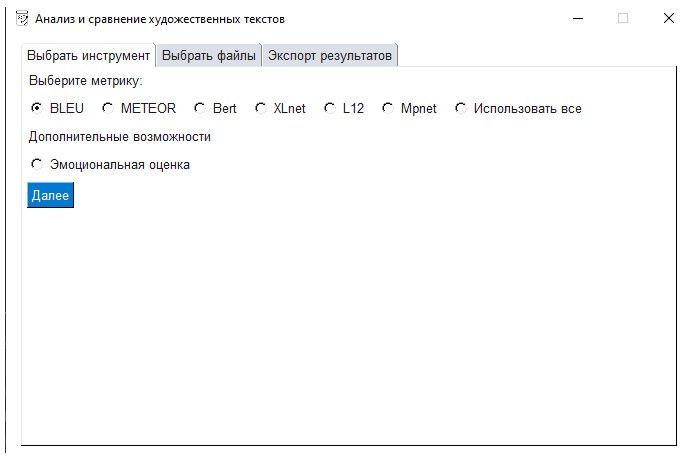 Анализ и сравнение художественных текстов
Выбрать инструмент Выбрать файлы Экспорт результатов
Выберите метрику:
BLEU METEOR Bert XLnet L12 Mpnet Использовать все
Дополнительные возможности
Эмоциональная оценка
Далее